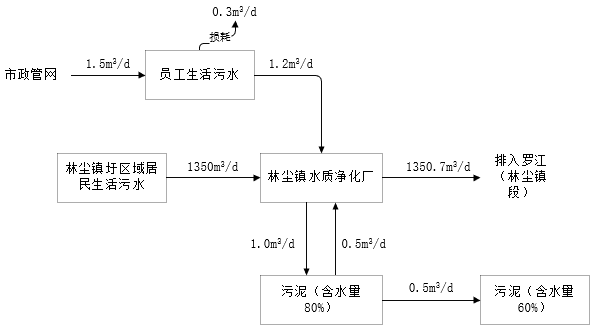 0.3m³/d
损耗
市政管网
1.5m³/d
员工生活污水
1.2m³/d
林尘镇圩区域居
民生活污水
1350m³/d
林尘镇水质净化厂
1350.7m³/d
排入罗江
（林尘镇
段）
1.0m³/d
0.5m³/d
污泥（含水量
80%）
0.5m³/d
污泥（含水量
60%）